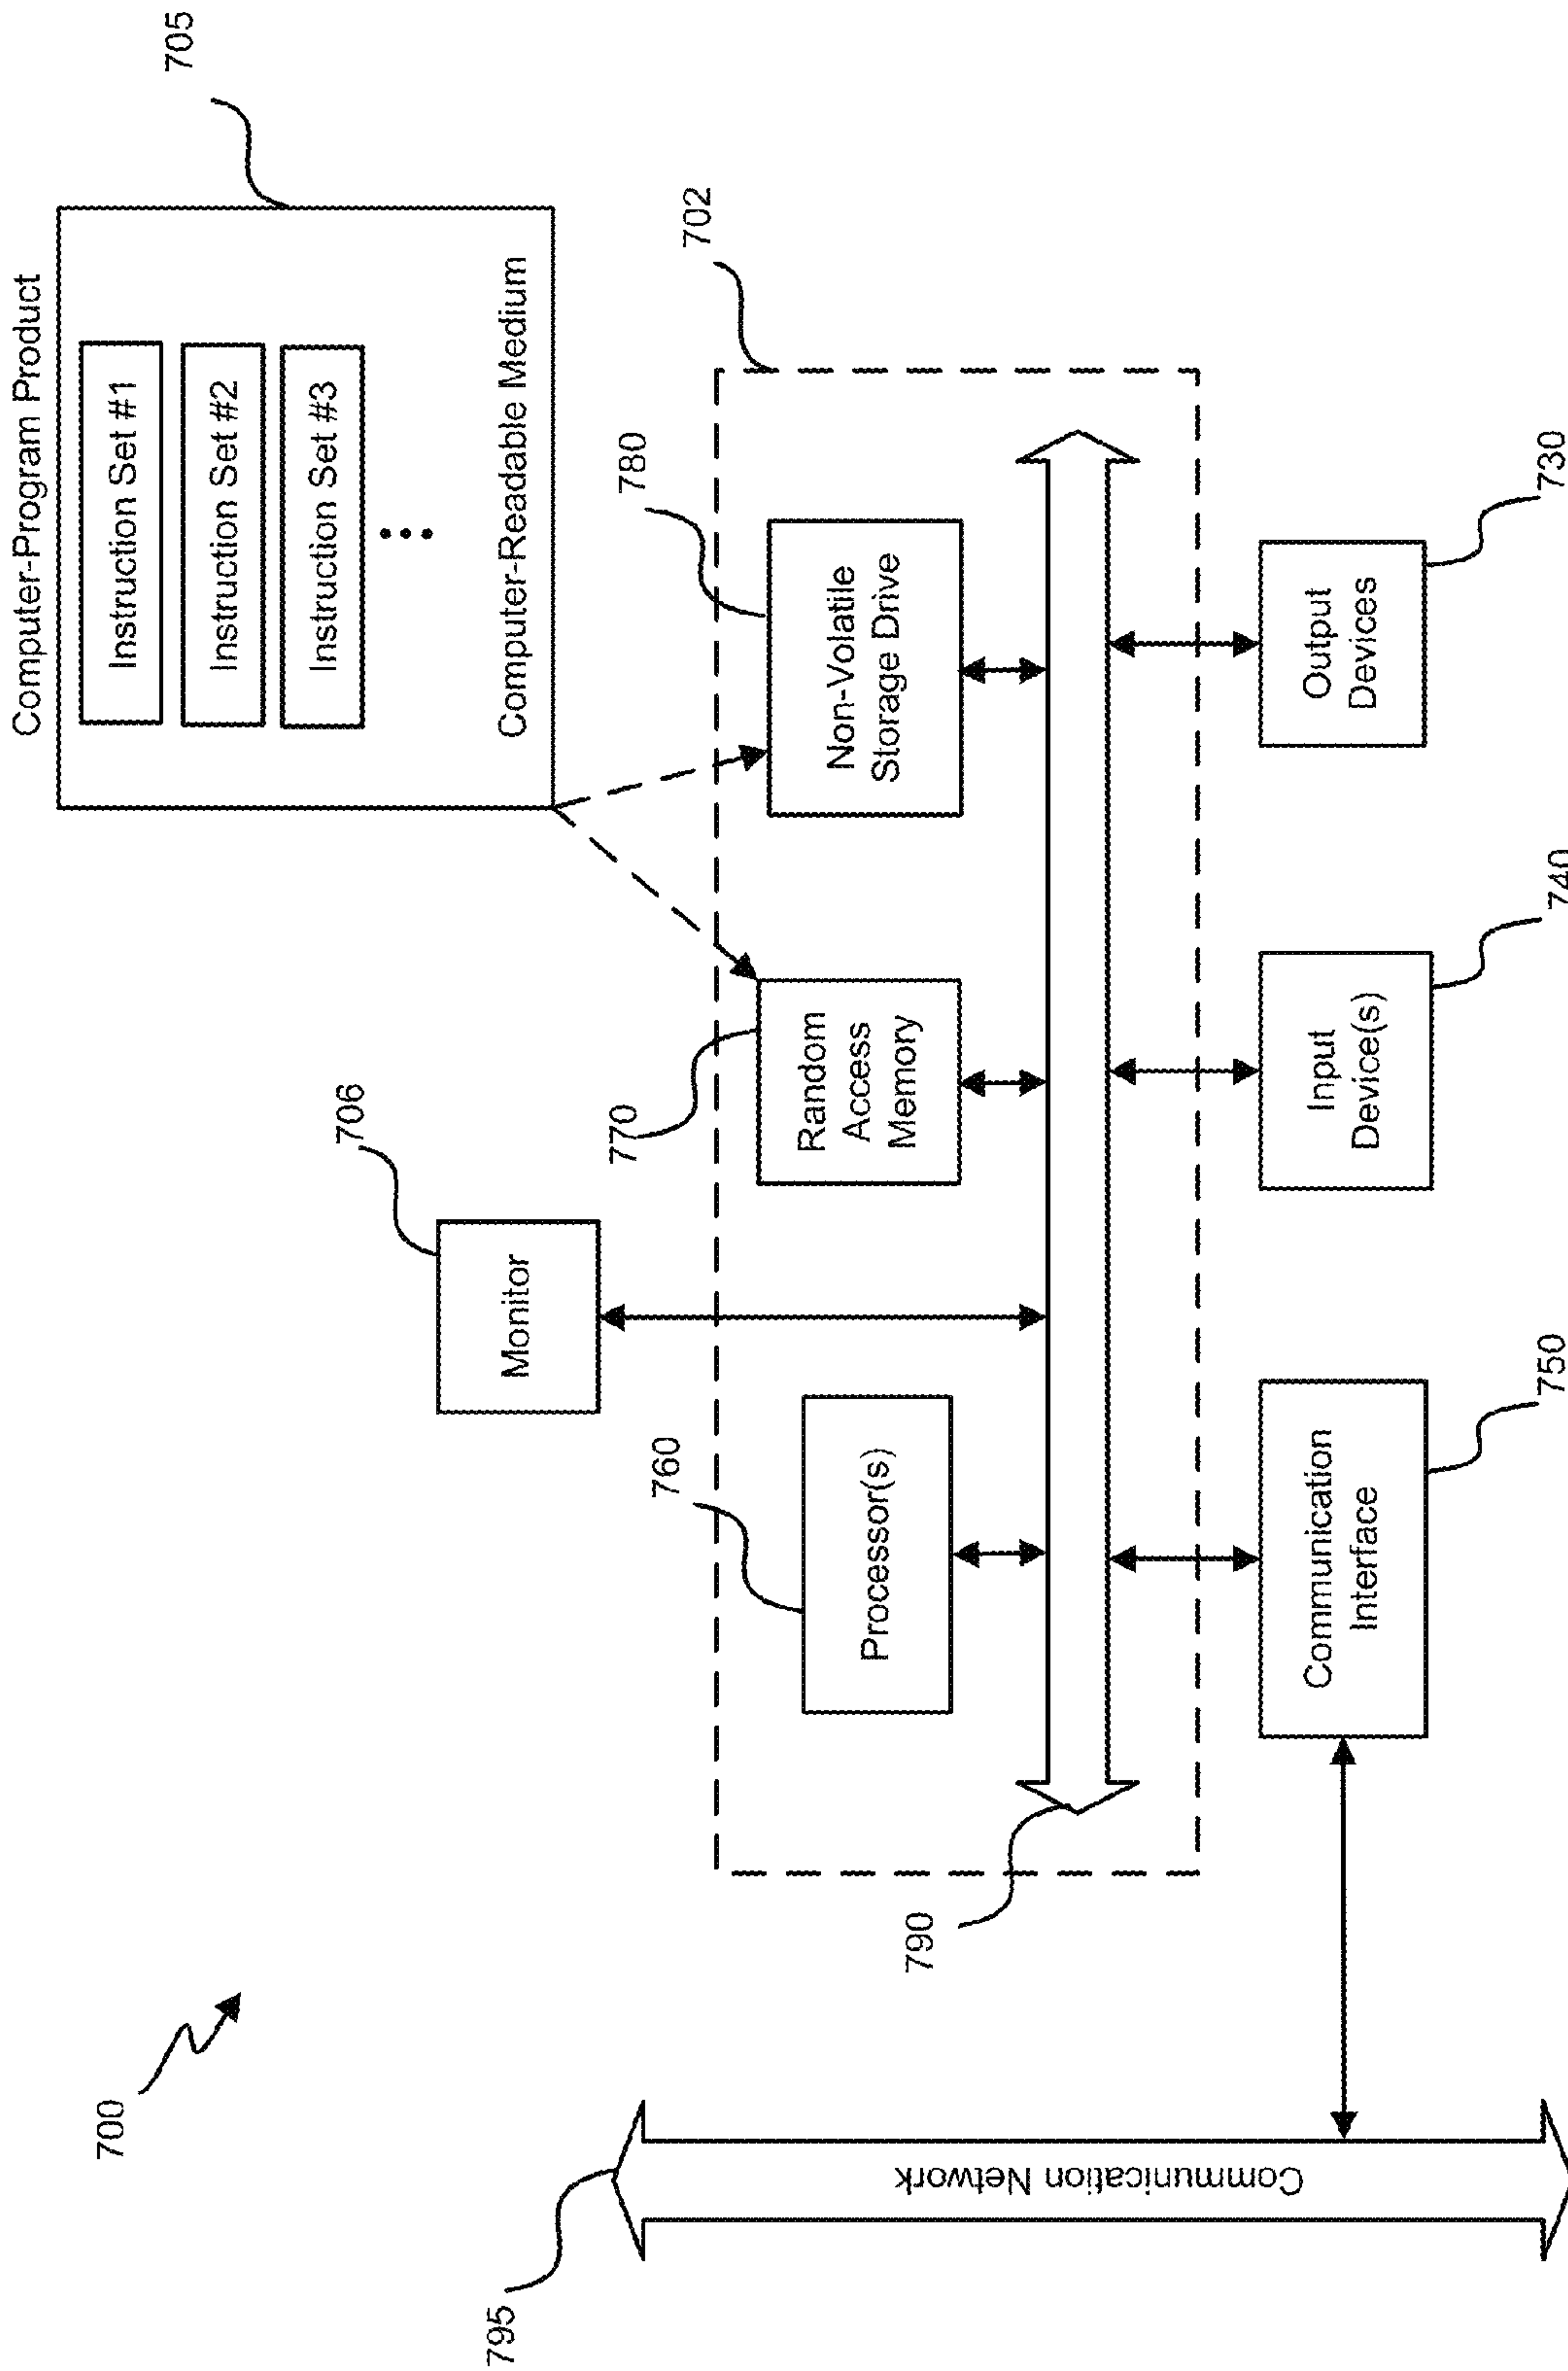 700
Computer-Program Product
705
Instruction Set #1
Instruction Set #2
Instruction Set #3
Computer-Readable Medium
706
Monitor
702
795
Communication Network
790
760
Processor(s)
770
Random
Access
Memory
780
Non-Volatile
Storage Drive
Communication
Interface
750
Input
Device(s)
740
Output
Devices
730